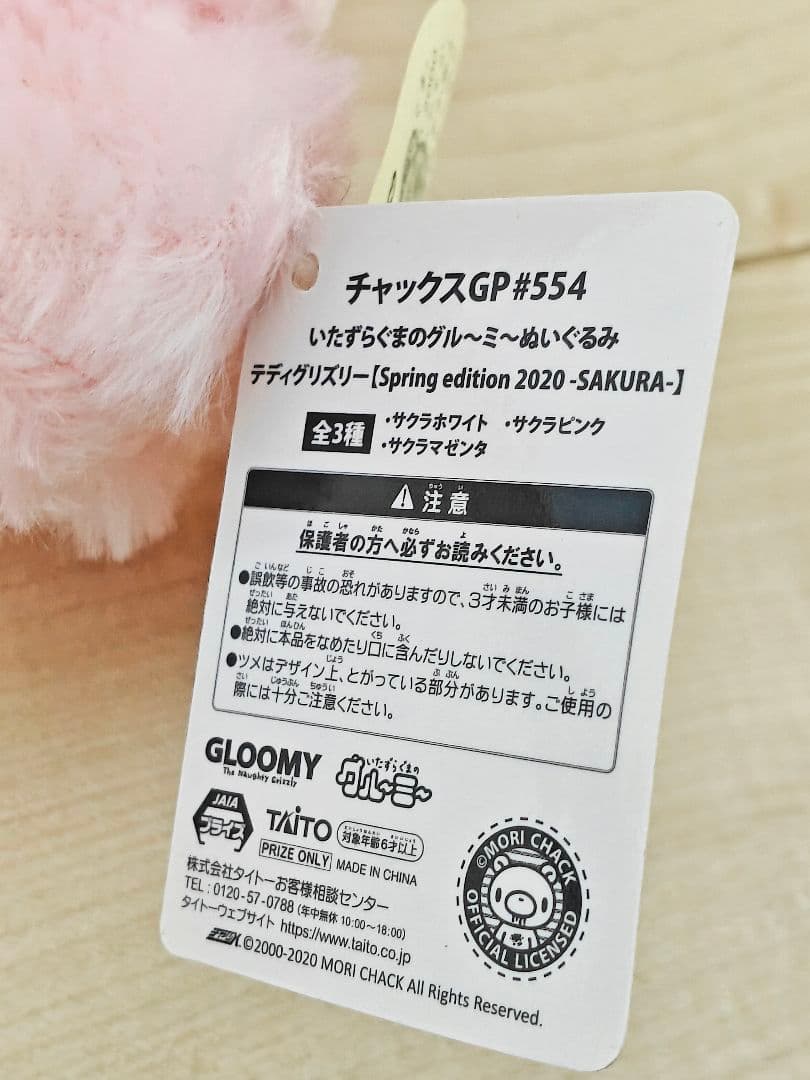 チャックスGP#554
いたずらぐまのグル〜ミ〜ぬいぐるみ
テディグリズリー【Spring edition 2020 -SAKURA-】
全3種 ・サクラホワイト ・サクラピンク
・サクラマゼンタ
注意
保護者の方へ必ずお読みください。
●誤飲等の事故の恐れがありますので、3才未満のお子様には
絶対に与えないでください。
●絶対に本品をなめたり口に含んだりしないでください。
●ツメはデザイン上、とがっている部分があります。ご使用の
際には十分ご注意ください。
GLOOMY
The Naughty Grizzly
いたずらぐまの
グル〜ミ〜
JAIA
プライズ
TAITO
対象年齢6才以上
PRIZE ONLY MADE IN CHINA
株式会社タイトーお客様相談センター
TEL : 0120-57-0788 (年中無休 10:00〜18:00)
タイトーウェブサイト https://www.taito.co.jp
©2000-2020 MORI CHACK All Rights Reserved.
©MORI CHACK
OFFICIAL LICENSED